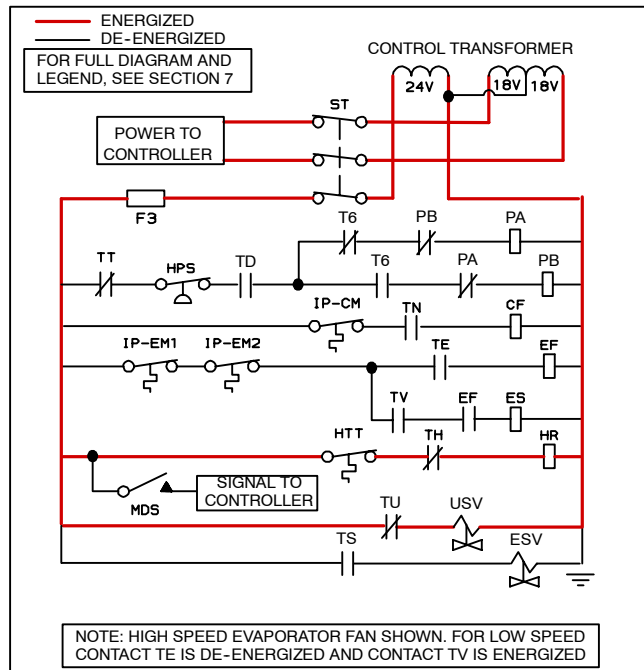 ENERGIZED
DE-ENERGIZED
FOR FULL DIAGRAM AND
LEGEND, SEE SECTION 7
CONTROL TRANSFORMER
24V
18V
18V
ST
POWER TO
CONTROLLER
F3
T6
PB
PA
TT
HPS
TD
T6
PA
PB
IP-CM
TN
CF
IP-EM1
IP-EM2
TE
EF
TV
EF
ES
HTT
TH
HR
MDS
SIGNAL TO
CONTROLLER
TU
USV
TS
ESV
NOTE: HIGH SPEED EVAPORATOR FAN SHOWN. FOR LOW SPEED
CONTACT TE IS DE-ENERGIZED AND CONTACT TV IS ENERGIZED